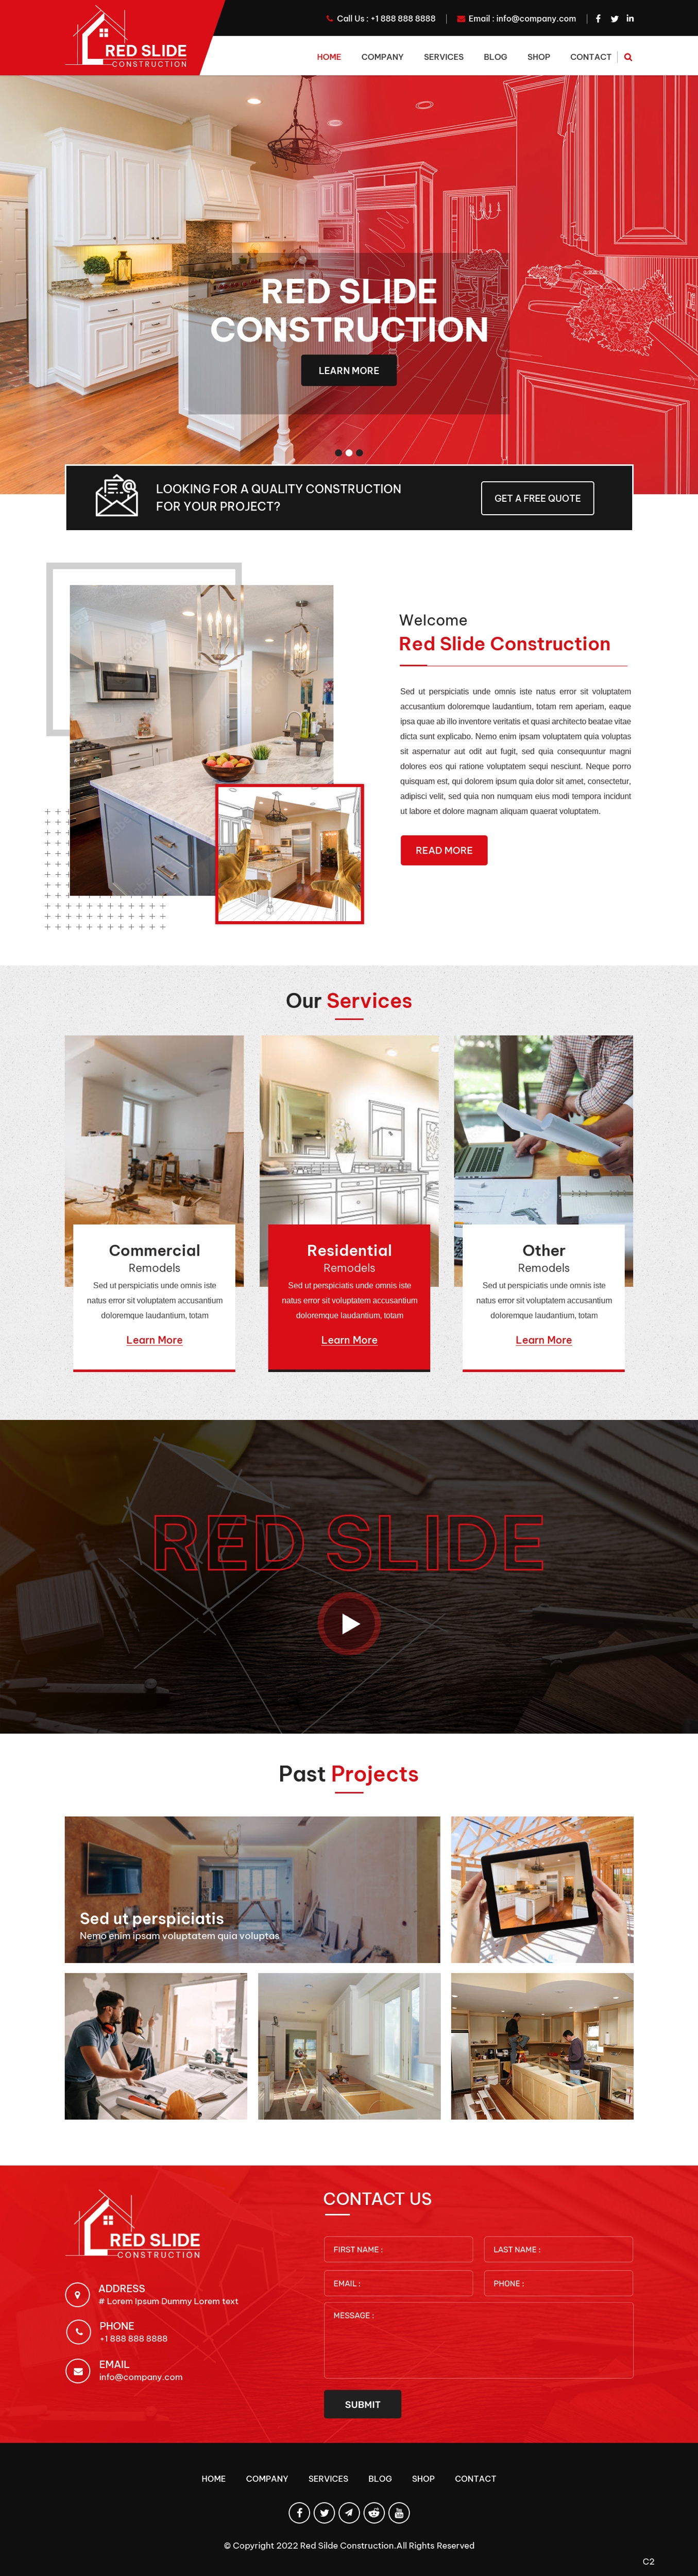 RED SLIDE
CONSTRUCTION
Call Us : +1 888 888 8888
Email : info@company.com
HOME COMPANY SERVICES BLOG SHOP CONTACT
RED SLIDE
CONSTRUCTION
LEARN MORE
LOOKING FOR A QUALITY CONSTRUCTION
FOR YOUR PROJECT?
GET A FREE QUOTE
Welcome
Red Slide Construction
Sed ut perspiciatis unde omnis iste natus error sit voluptatem
accusantium doloremque laudantium, totam rem aperiam, eaque
ipsa quae ab illo inventore veritatis et quasi architecto beatae vitae
dicta sunt explicabo. Nemo enim ipsam voluptatem quia voluptas
sit aspernatur aut odit aut fugit, sed quia consequuntur magni
dolores eos qui ratione voluptatem sequi nesciunt. Neque porro
quisquam est, qui dolorem ipsum quia dolor sit amet, consectetur,
adipisci velit, sed quia non numquam eius modi tempora incidunt
ut labore et dolore magnam aliquam quaerat voluptatem.
READ MORE
Our Services
Commercial
Remodels
Sed ut perspiciatis unde omnis iste
natus error sit voluptatem accusantium
doloremque laudantium, totam
Learn More
Residential
Remodels
Sed ut perspiciatis unde omnis iste
natus error sit voluptatem accusantium
doloremque laudantium, totam
Learn More
Other
Remodels
Sed ut perspiciatis unde omnis iste
natus error sit voluptatem accusantium
doloremque laudantium, totam
Learn More
RED SLIDE
Past Projects
Sed ut perspiciatis
Nemo enim ipsam voluptatem quia voluptas
RED SLIDE
CONSTRUCTION
ADDRESS
# Lorem Ipsum Dummy Lorem text
PHONE
+1 888 888 8888
EMAIL
info@company.com
CONTACT US
FIRST NAME :
LAST NAME :
EMAIL :
PHONE :
MESSAGE :
SUBMIT
HOME COMPANY SERVICES BLOG SHOP CONTACT
© Copyright 2022 Red Silde Construction.All Rights Reserved
C2